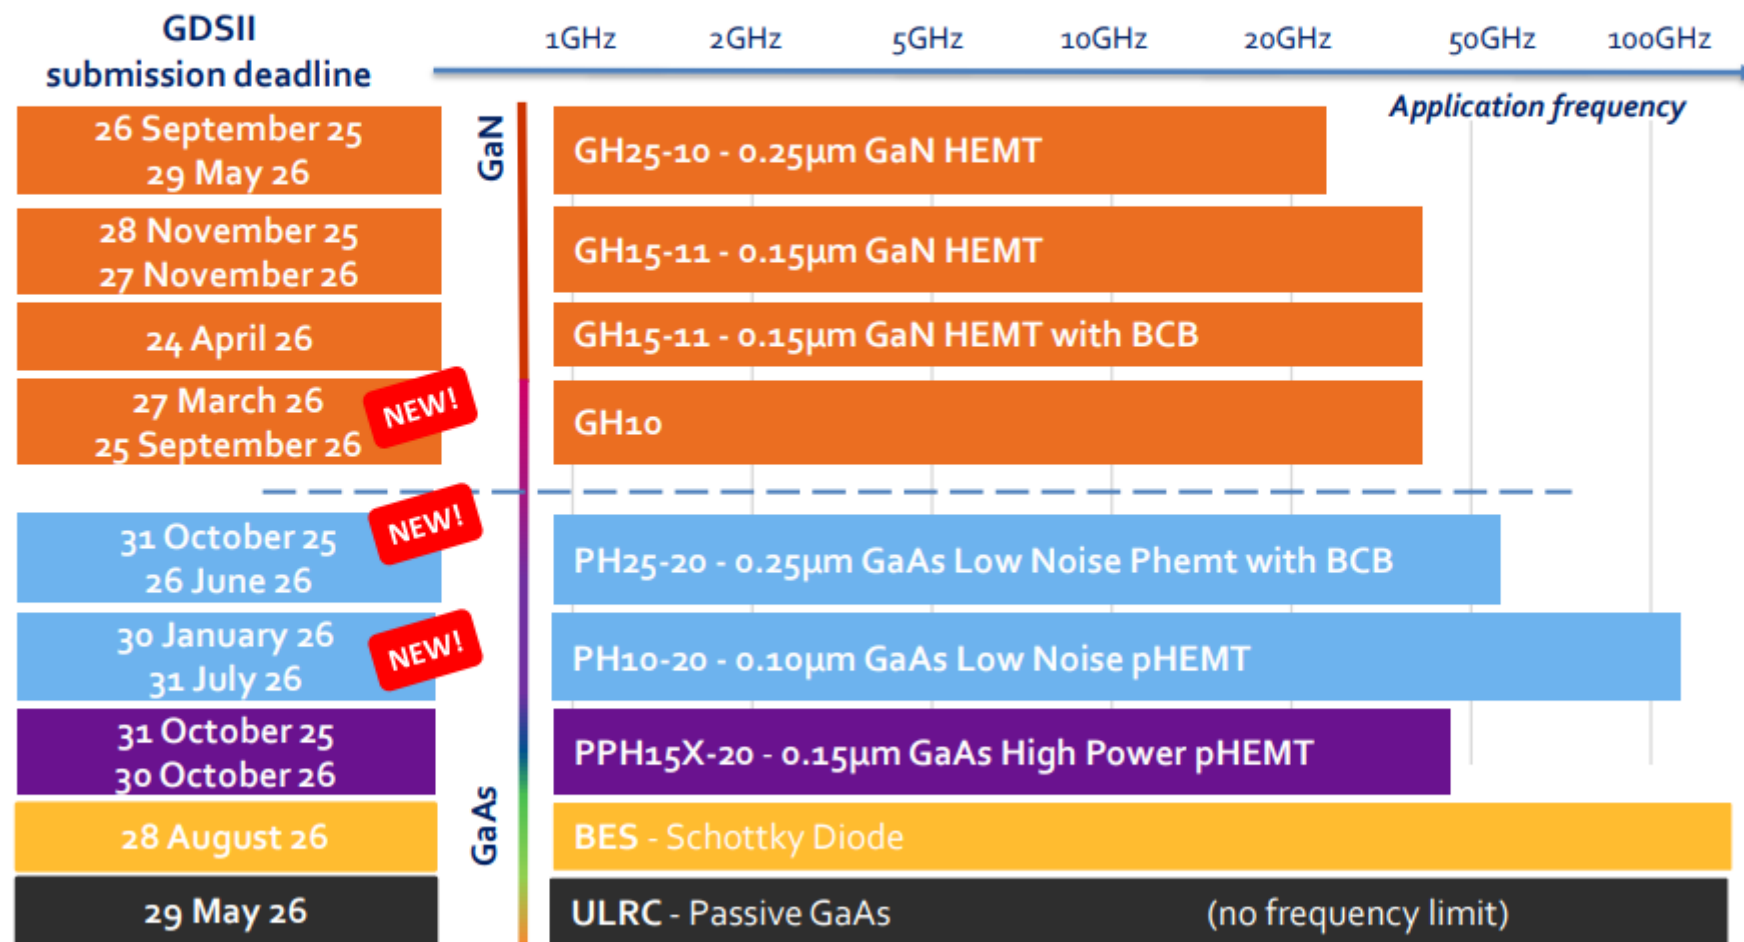 GDSII
submission deadline
1GHz 2GHz 5GHz 10GHz 20GHz 50GHz 100GHz
Application frequency
GaN
26 September 25
29 May 26
GH25-10 - 0.25µm GaN HEMT
28 November 25
27 November 26
GH15-11 - 0.15µm GaN HEMT
24 April 26
GH15-11 - 0.15µm GaN HEMT with BCB
27 March 26
25 September 26
NEW!
GH10
31 October 25
26 June 26
NEW!
PH25-20 - 0.25µm GaAs Low Noise Phemt with BCB
30 January 26
31 July 26
NEW!
PH10-20 - 0.10µm GaAs Low Noise pHEMT
31 October 25
30 October 26
PPH15X-20 - 0.15µm GaAs High Power pHEMT
GaAs
28 August 26
BES - Schottky Diode
29 May 26
ULRC - Passive GaAs (no frequency limit)